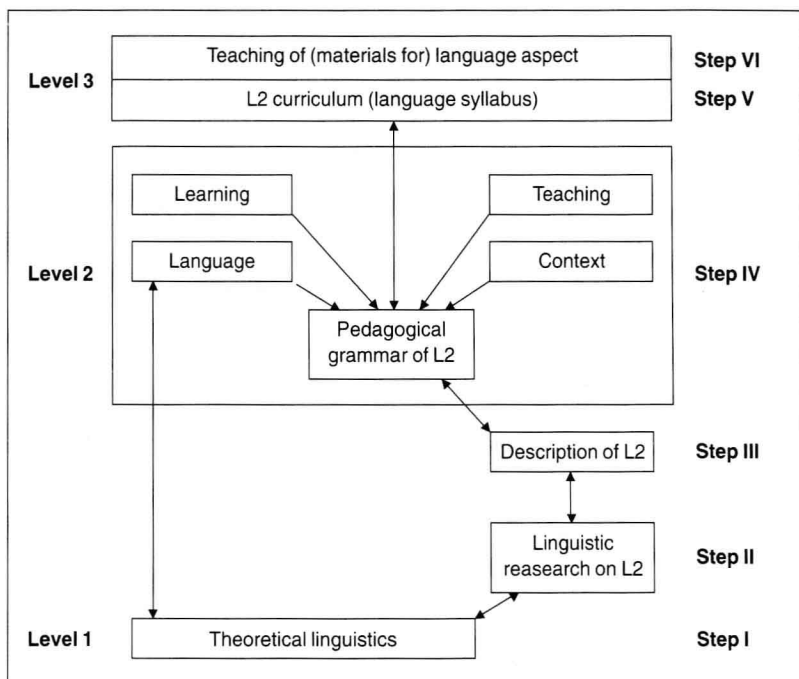 Teaching of (materials for) language aspect
Step VI
Level 3
L2 curriculum (language syllabus)
Step V
Learning
Teaching
Level 2
Language
Context
Step IV
Pedagogical
grammar of L2
Description of L2
Step III
Linguistic
reasearch on L2
Step II
Level 1
Theoretical linguistics
Step I